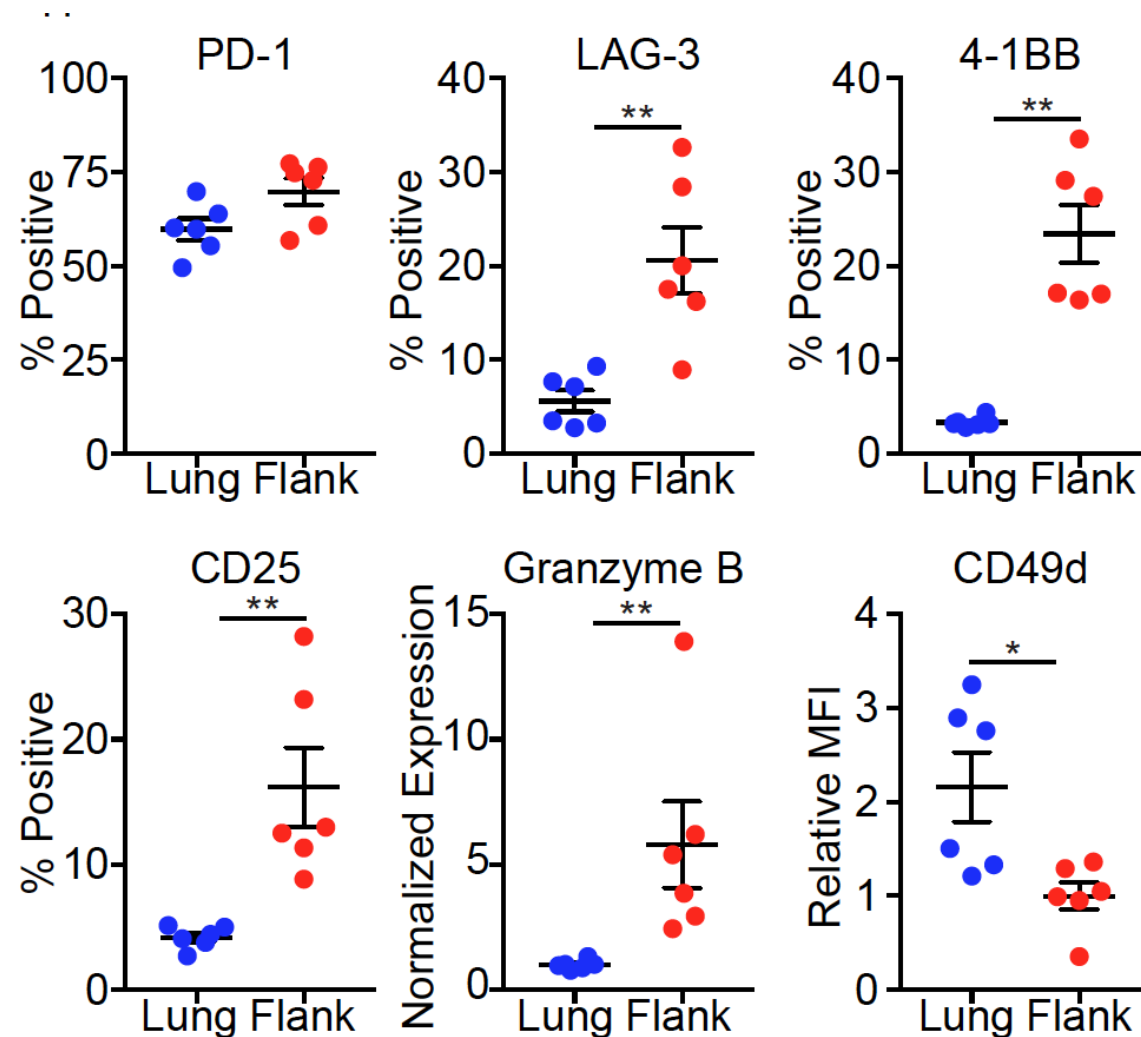 PD-1
100
75
50
25
0
% Positive
Lung Flank
LAG-3
40
30
20
10
0
% Positive
**
Lung Flank
4-1BB
40
30
20
10
0
% Positive
**
Lung Flank
CD25
30
20
10
0
% Positive
**
Lung Flank
Granzyme B
15
10
5
0
Normalized Expression
**
Lung Flank
CD49d
4
3
2
1
0
Relative MFI
*
Lung Flank